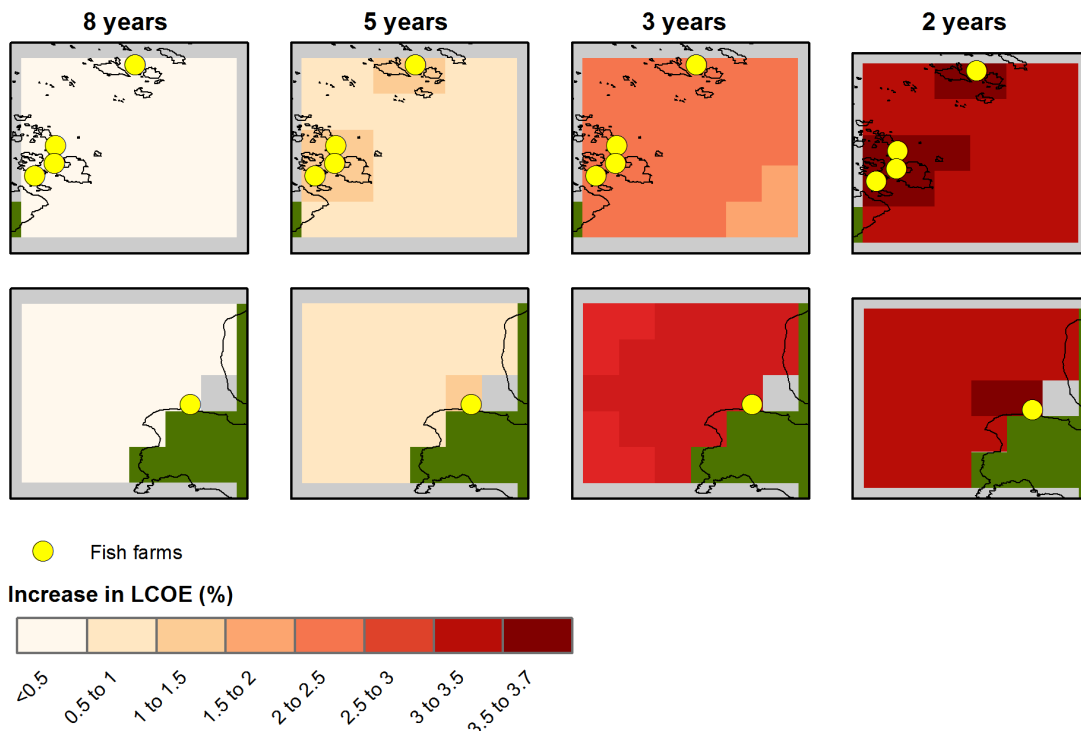 8 years
5 years
3 years
2 years
Fish farms
Increase in LCOE (%)
<0.5
0.5 to 1
1 to 1.5
1.5 to 2
2 to 2.5
2.5 to 3
3 to 3.5
3.5 to 3.7